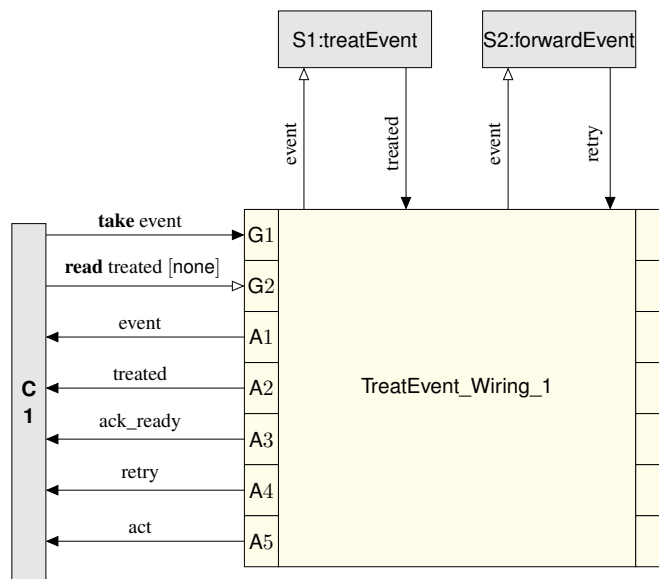 S1:treatEvent
S2:forwardEvent
event
treated
event
retry
take event
G1
read treated [none]
G2
event
A1
treated
A2
C
1
TreatEvent_Wiring_1
ack_ready
A3
retry
A4
act
A5